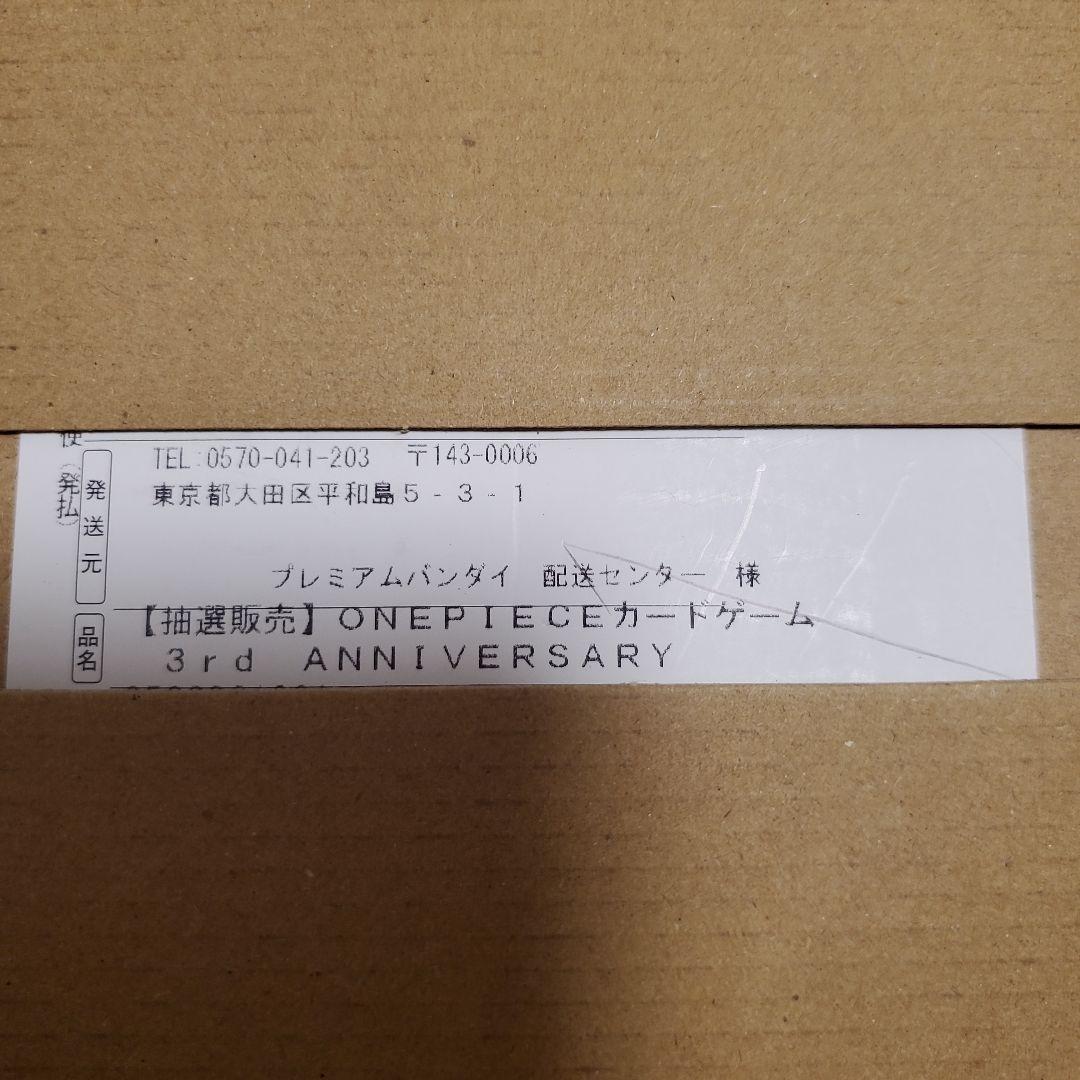 便
(発払)
発送元
TEL:0570-041-203 〒143-0006
東京都大田区平和島5-3-1
プレミアムバンダイ 配送センター 様
品名
【抽選販売】ONEPIECEカードゲーム
3rd ANNIVERSARY